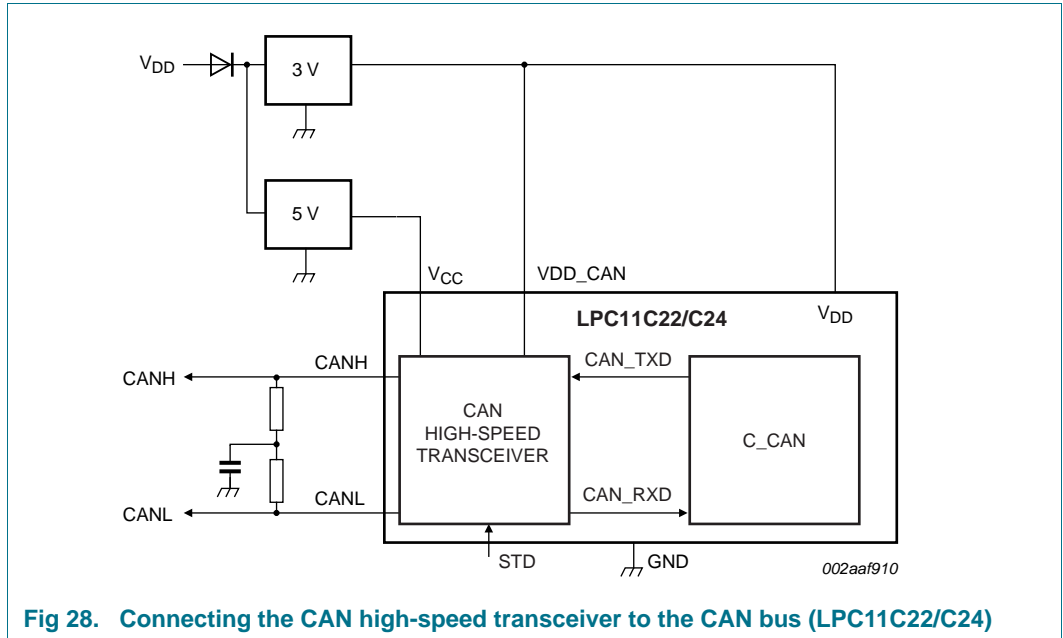 VDD
3 V
5 V
VCC
VDD_CAN
LPC11C22/C24
VDD
CANH
CANH
CAN_TXD
CAN
HIGH-SPEED
TRANSCEIVER
C_CAN
CANL
CANL
CAN_RXD
STD
GND
002aaf910
Fig 28. Connecting the CAN high-speed transceiver to the CAN bus (LPC11C22/C24)